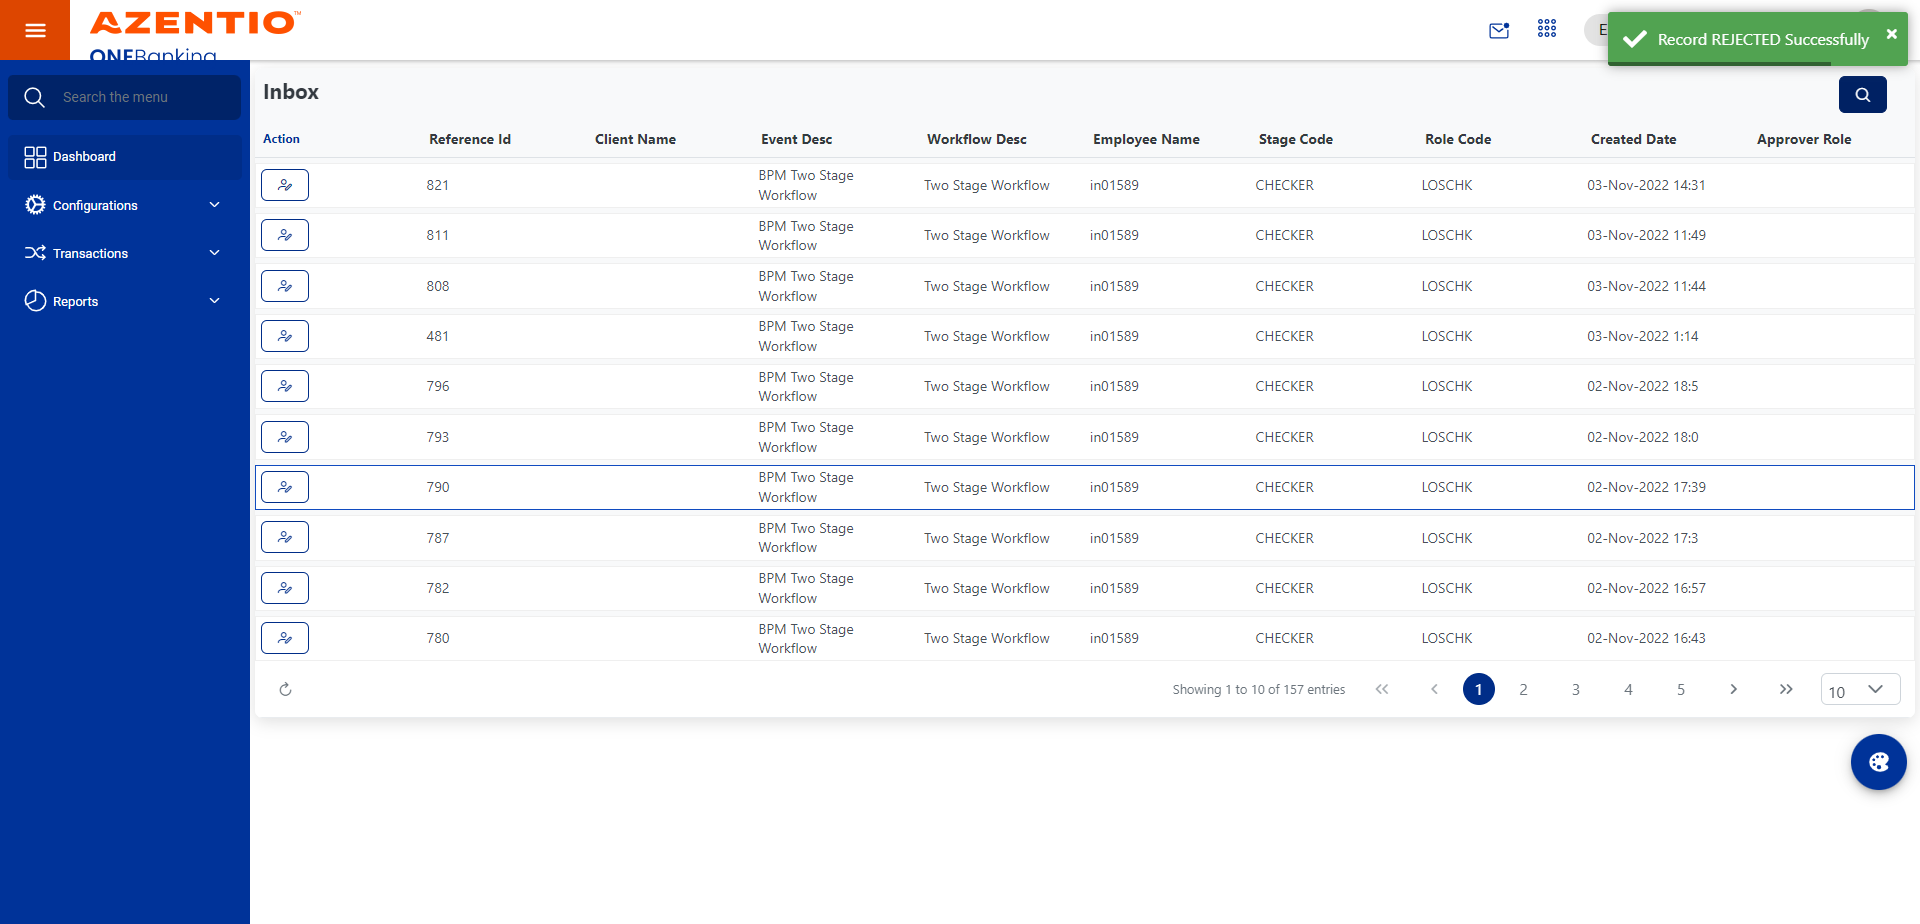 AZENTIO™
ONEBanking
E
Record REJECTED Successfully
Search the menu
Dashboard
Configurations
Transactions
Reports
Inbox
Action Reference Id Client Name Event Desc Workflow Desc Employee Name Stage Code Role Code Created Date Approver Role
821 BPM Two Stage Workflow Two Stage Workflow in01589 CHECKER LOSCHK 03-Nov-2022 14:31
811 BPM Two Stage Workflow Two Stage Workflow in01589 CHECKER LOSCHK 03-Nov-2022 11:49
808 BPM Two Stage Workflow Two Stage Workflow in01589 CHECKER LOSCHK 03-Nov-2022 11:44
481 BPM Two Stage Workflow Two Stage Workflow in01589 CHECKER LOSCHK 03-Nov-2022 1:14
796 BPM Two Stage Workflow Two Stage Workflow in01589 CHECKER LOSCHK 02-Nov-2022 18:5
793 BPM Two Stage Workflow Two Stage Workflow in01589 CHECKER LOSCHK 02-Nov-2022 18:0
790 BPM Two Stage Workflow Two Stage Workflow in01589 CHECKER LOSCHK 02-Nov-2022 17:39
787 BPM Two Stage Workflow Two Stage Workflow in01589 CHECKER LOSCHK 02-Nov-2022 17:3
782 BPM Two Stage Workflow Two Stage Workflow in01589 CHECKER LOSCHK 02-Nov-2022 16:57
780 BPM Two Stage Workflow Two Stage Workflow in01589 CHECKER LOSCHK 02-Nov-2022 16:43
Showing 1 to 10 of 157 entries 1 2 3 4 5 10